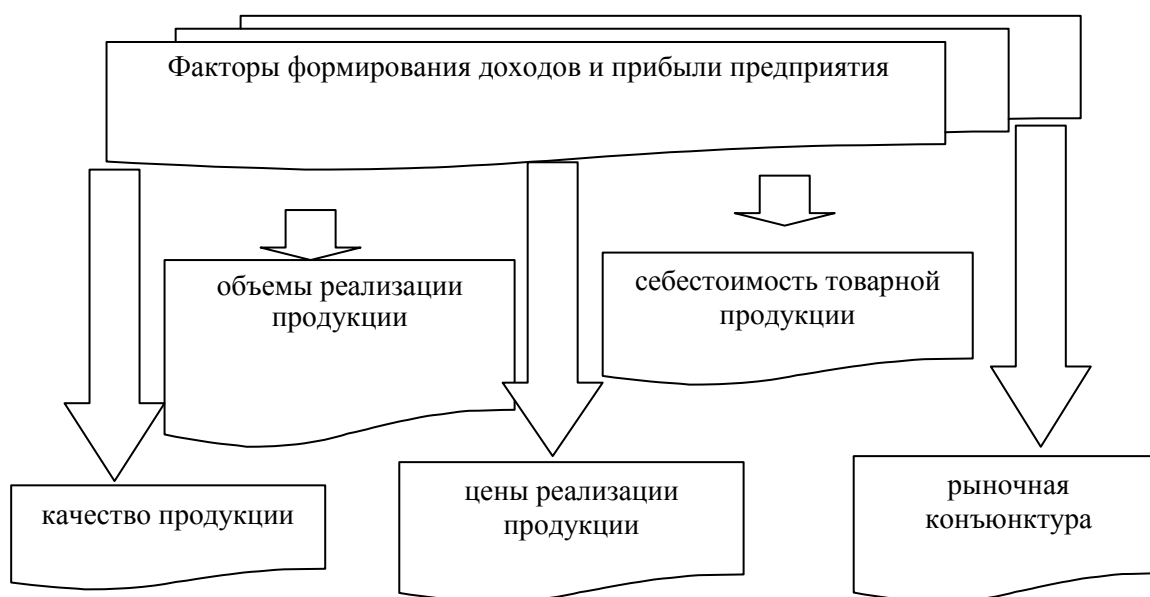 Факторы формирования доходов и прибыли предприятия
объемы реализации
продукции
себестоимость товарной
продукции
качество продукции
цены реализации
продукции
рыночная
конъюнктура